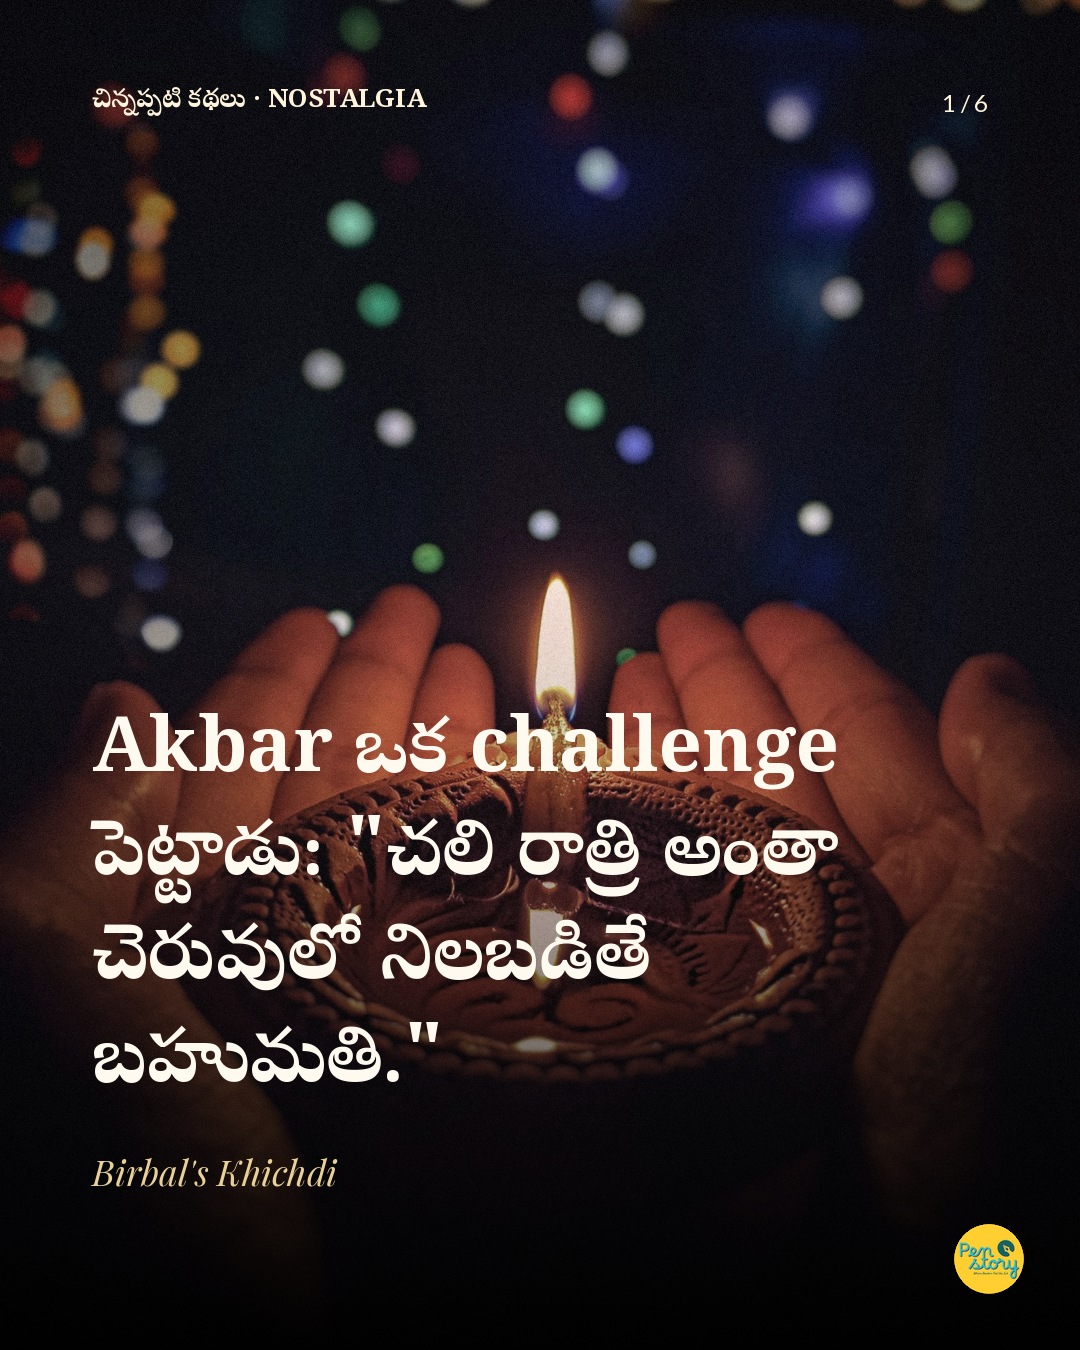 చిన్నప్పటి కథలు · NOSTALGIA
1/6
Akbar ఒక challenge
పెట్టాడు: "చలి రాత్రి అంతా
చెరువులో నిలబడితే
బహుమతి."
Birbal's Khichdi
Pen
story